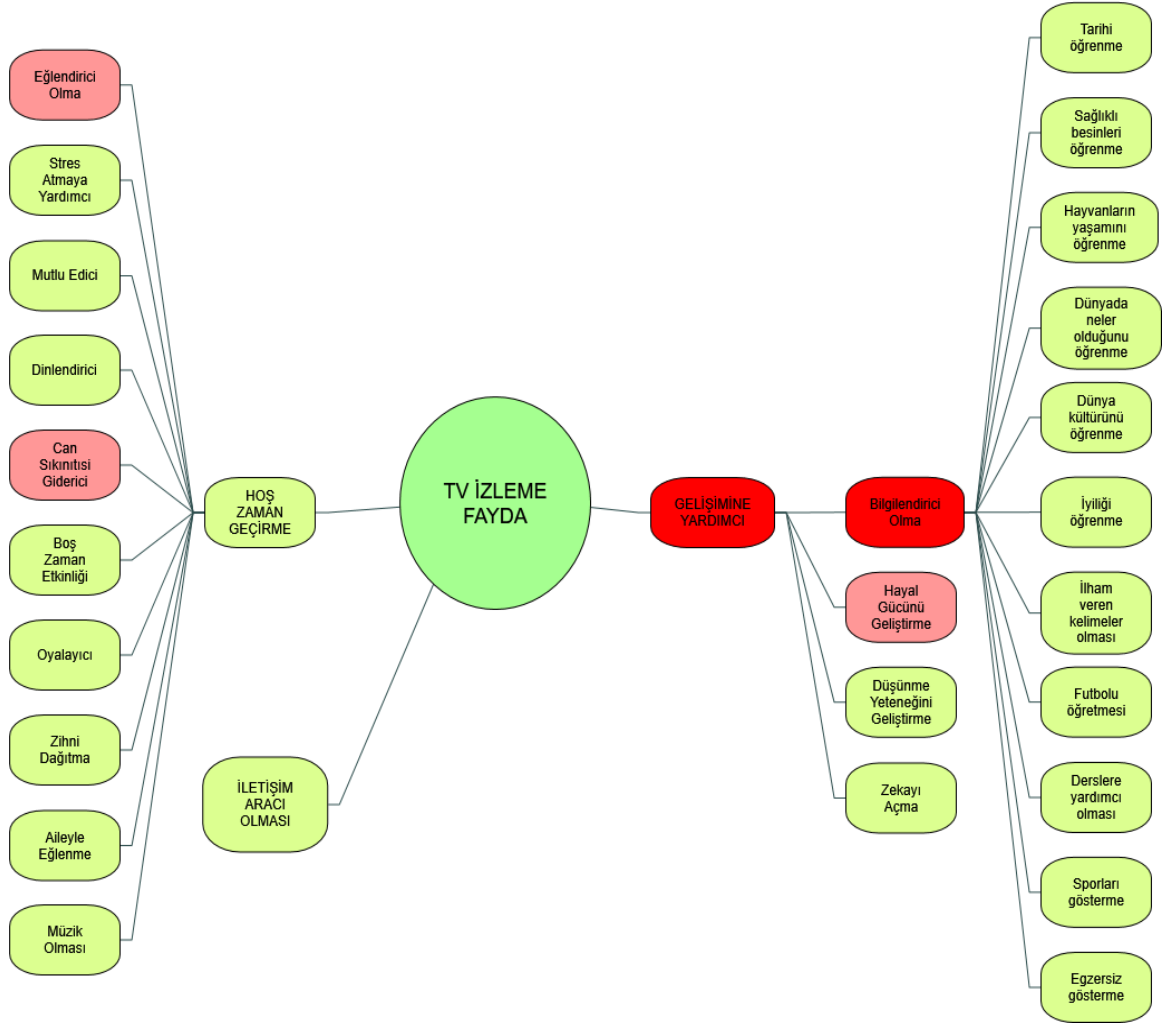 Eğlendirici
Olma
Stres
Atmaya
Yardımcı
Mutlu Edici
Dinlendirici
Can
Sıkınıtısi
Giderici
Boş
Zaman
Etkinliği
Oyalayıcı
Zihni
Dağıtma
Aileyle
Eğlenme
Müzik
Olması
HOŞ
ZAMAN
GEÇİRME
İLETİŞİM
ARACI
OLMASI
TV İZLEME
FAYDA
GELİŞİMİNE
YARDIMCI
Bilgilendirici
Olma
Hayal
Gücünü
Geliştirme
Düşünme
Yeteneğini
Geliştirme
Zekayı
Açma
Tarihi
öğrenme
Sağlıklı
besinleri
öğrenme
Hayvanların
yaşamını
öğrenme
Dünyada
neler
olduğunu
öğrenme
Dünya
kültürünü
öğrenme
İyiliği
öğrenme
İlham
veren
kelimeler
olması
Futbolu
öğretmesi
Derslere
yardımcı
olması
Sporları
gösterme
Egzersiz
gösterme